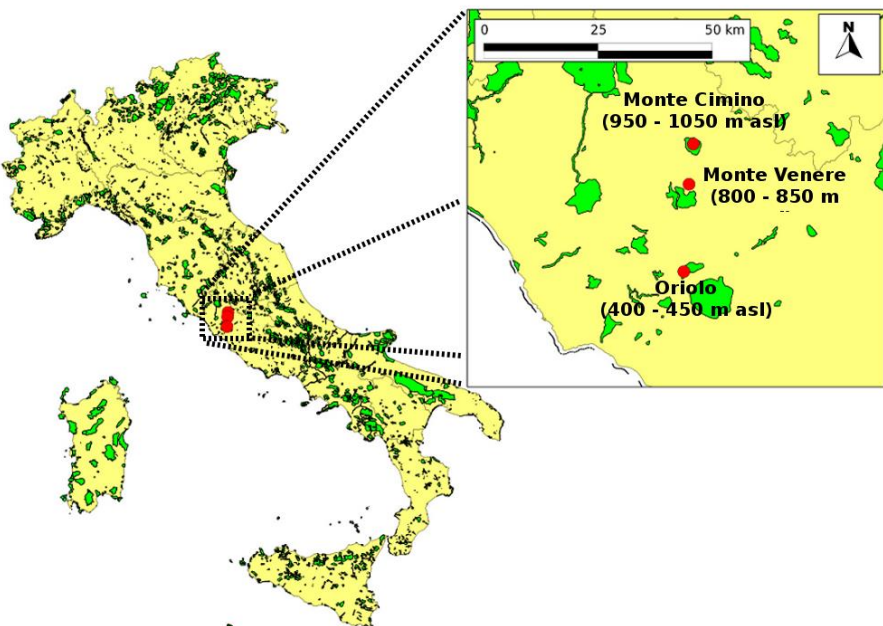 0 25 50 km
N
Monte Cimino
(950 - 1050 m asl)
Monte Venere
(800 - 850 m
Oriolo
(400 - 450 m asl)